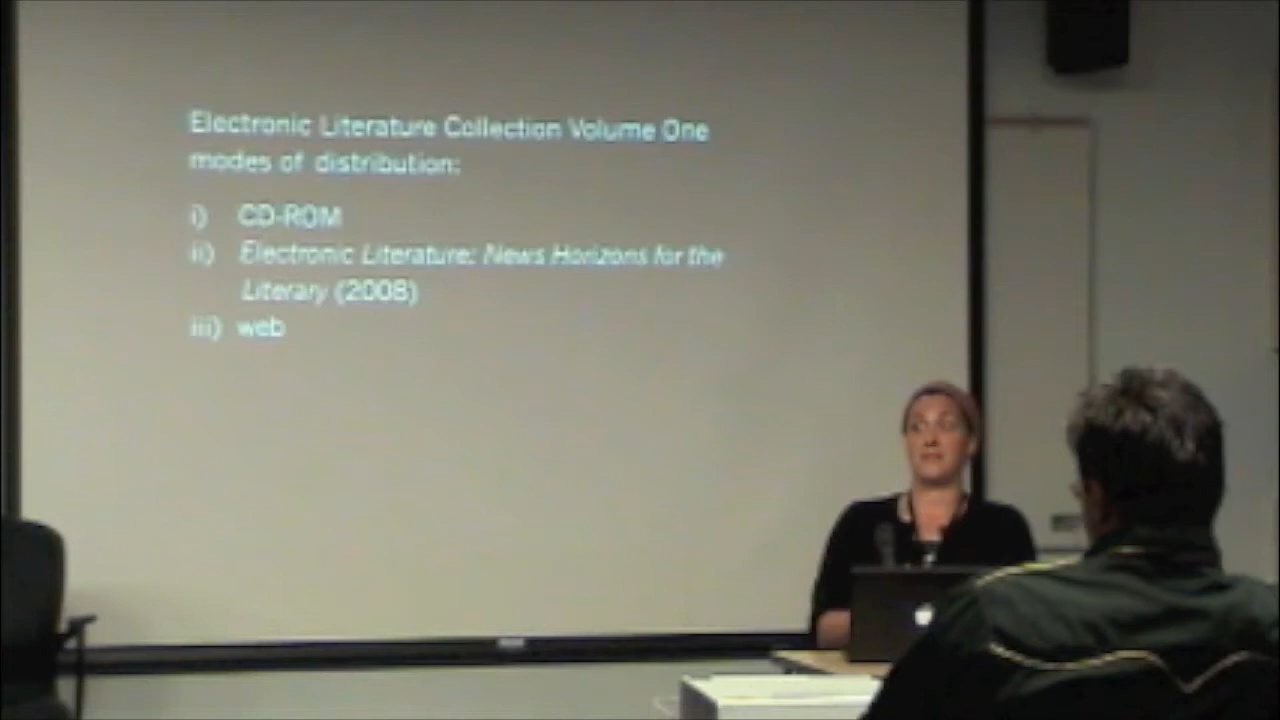 Electronic Literature Collection Volume One
modes of distribution:
i) CD-ROM
ii) Electronic Literature: News Horizons for the
Literary (2008)
iii) web